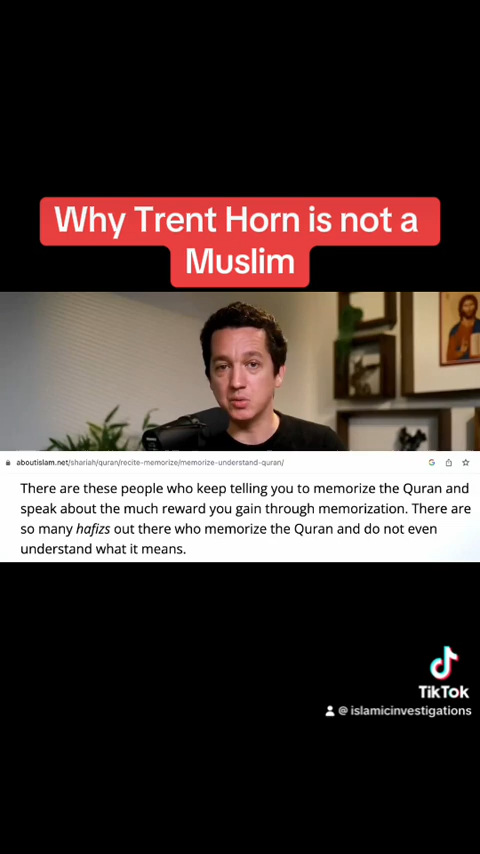 Why Trent Horn is not a
Muslim
aboutislam.net/shariah/quran/recite-memorize/memorize-understand-quran/
There are these people who keep telling you to memorize the Quran and
speak about the much reward you gain through memorization. There are
so many hafizs out there who memorize the Quran and do not even
understand what it means.
TikTok
@ islamicinvestigations